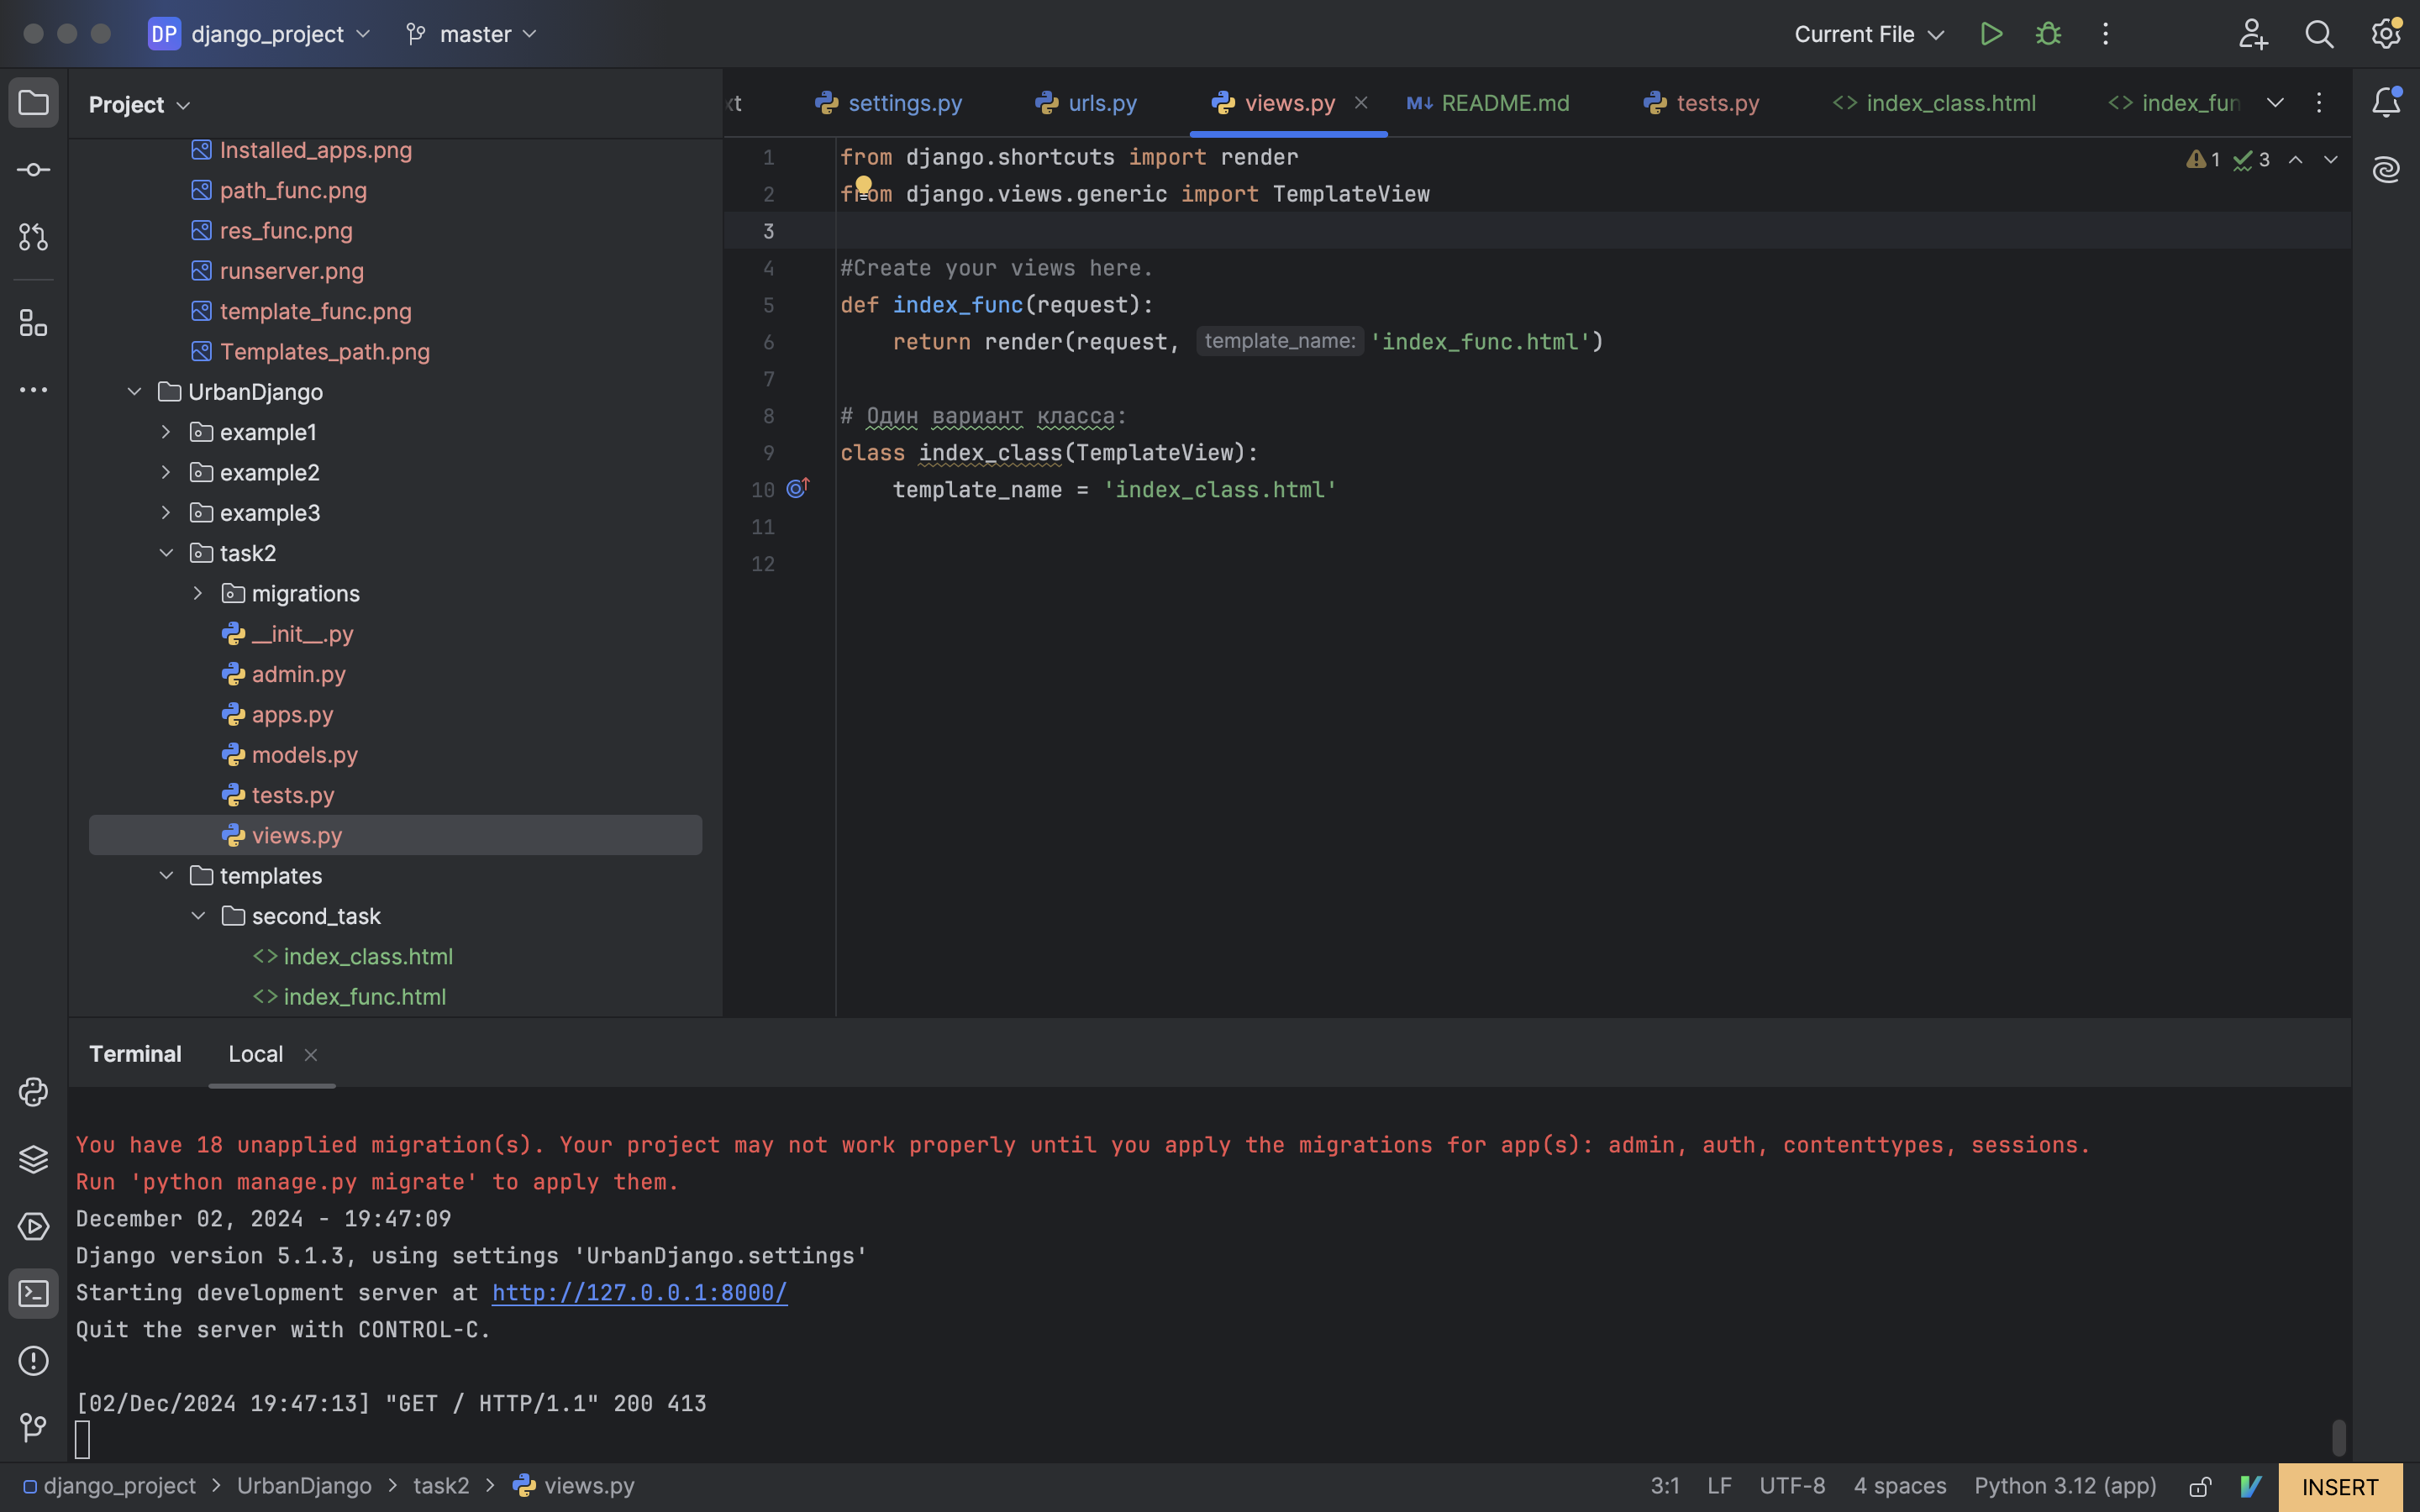 DP django_project master Current File
Project
xt settings.py urls.py views.py README.md tests.py index_class.html index_fun
Installed_apps.png
path_func.png
res_func.png
runserver.png
template_func.png
Templates_path.png
UrbanDjango
example1
example2
example3
task2
migrations
__init__.py
admin.py
apps.py
models.py
tests.py
views.py
templates
second_task
index_class.html
index_func.html
1 from django.shortcuts import render
2 from django.views.generic import TemplateView
3
4 #Create your views here.
5 def index_func(request):
6 return render(request, template_name: 'index_func.html')
7
8 # Один вариант класса:
9 class index_class(TemplateView):
10 template_name = 'index_class.html'
11
12
1 3
Terminal Local
You have 18 unapplied migration(s). Your project may not work properly until you apply the migrations for app(s): admin, auth, contenttypes, sessions.
Run 'python manage.py migrate' to apply them.
December 02, 2024 - 19:47:09
Django version 5.1.3, using settings 'UrbanDjango.settings'
Starting development server at http://127.0.0.1:8000/
Quit the server with CONTROL-C.
[02/Dec/2024 19:47:13] "GET / HTTP/1.1" 200 413
django_project > UrbanDjango > task2 > views.py 3:1 LF UTF-8 4 spaces Python 3.12 (app) INSERT